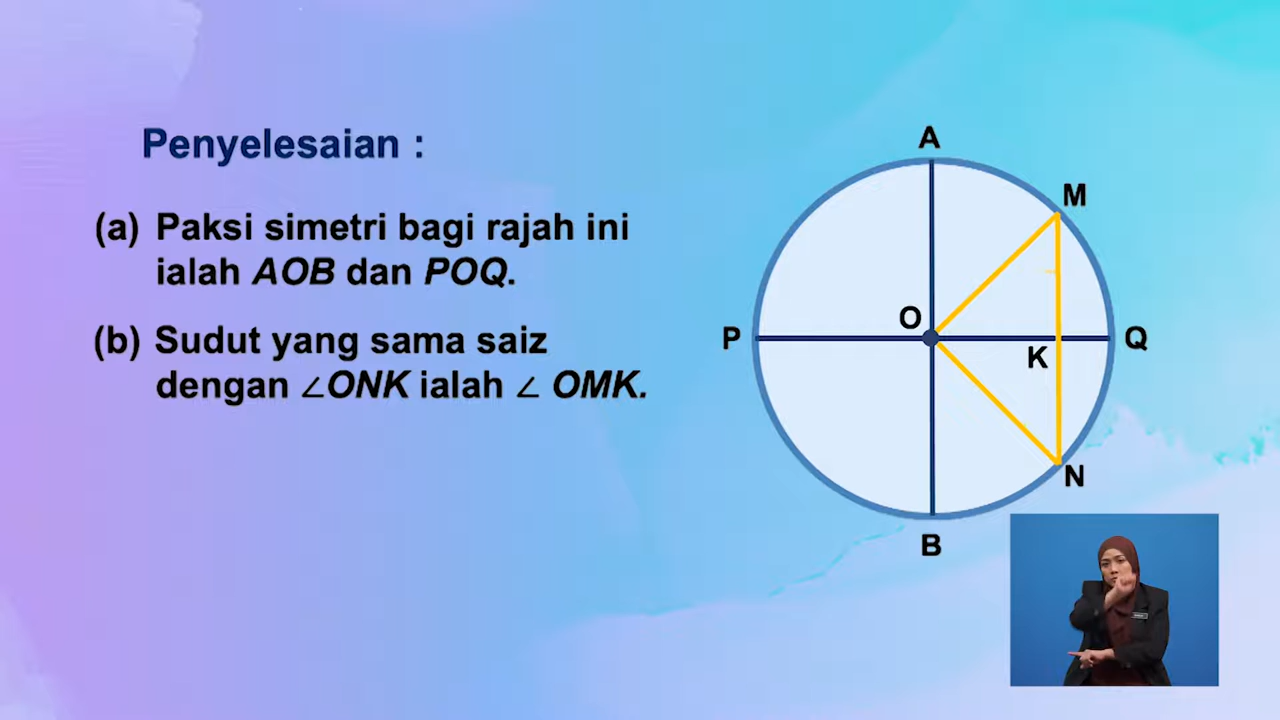 Penyelesaian :
(a) Paksi simetri bagi rajah ini
ialah AOB dan POQ.
(b) Sudut yang sama saiz
dengan ∠ONK ialah ∠ OMK.
A
M
O
P
Q
K
N
B